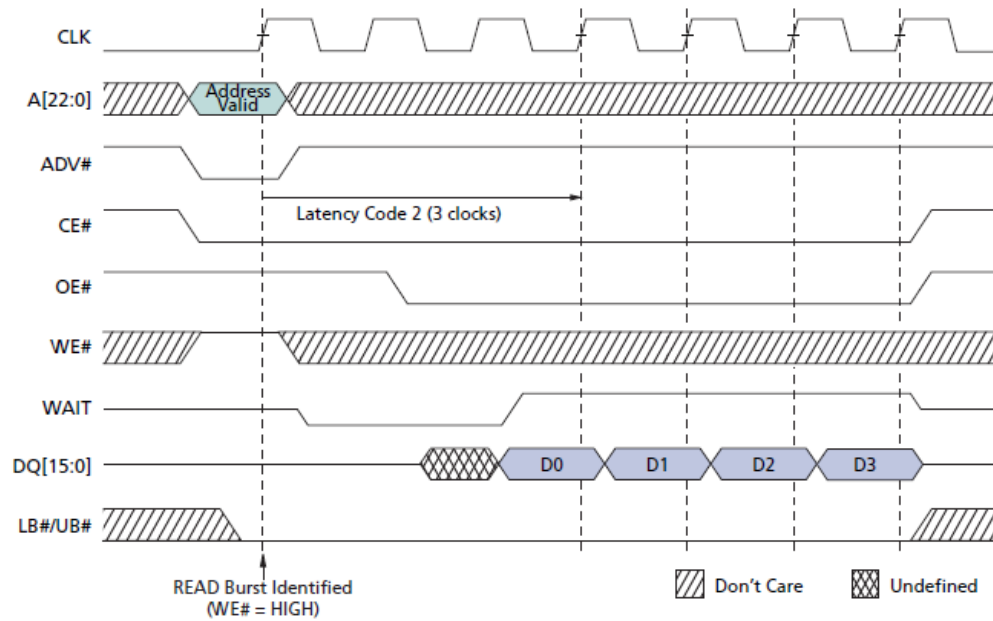 CLK
A[22:0]
Address
Valid
ADV#
Latency Code 2 (3 clocks)
CE#
OE#
WE#
WAIT
DQ[15:0]
D0
D1
D2
D3
LB#/UB#
READ Burst Identified
(WE# = HIGH)
Don't Care
Undefined